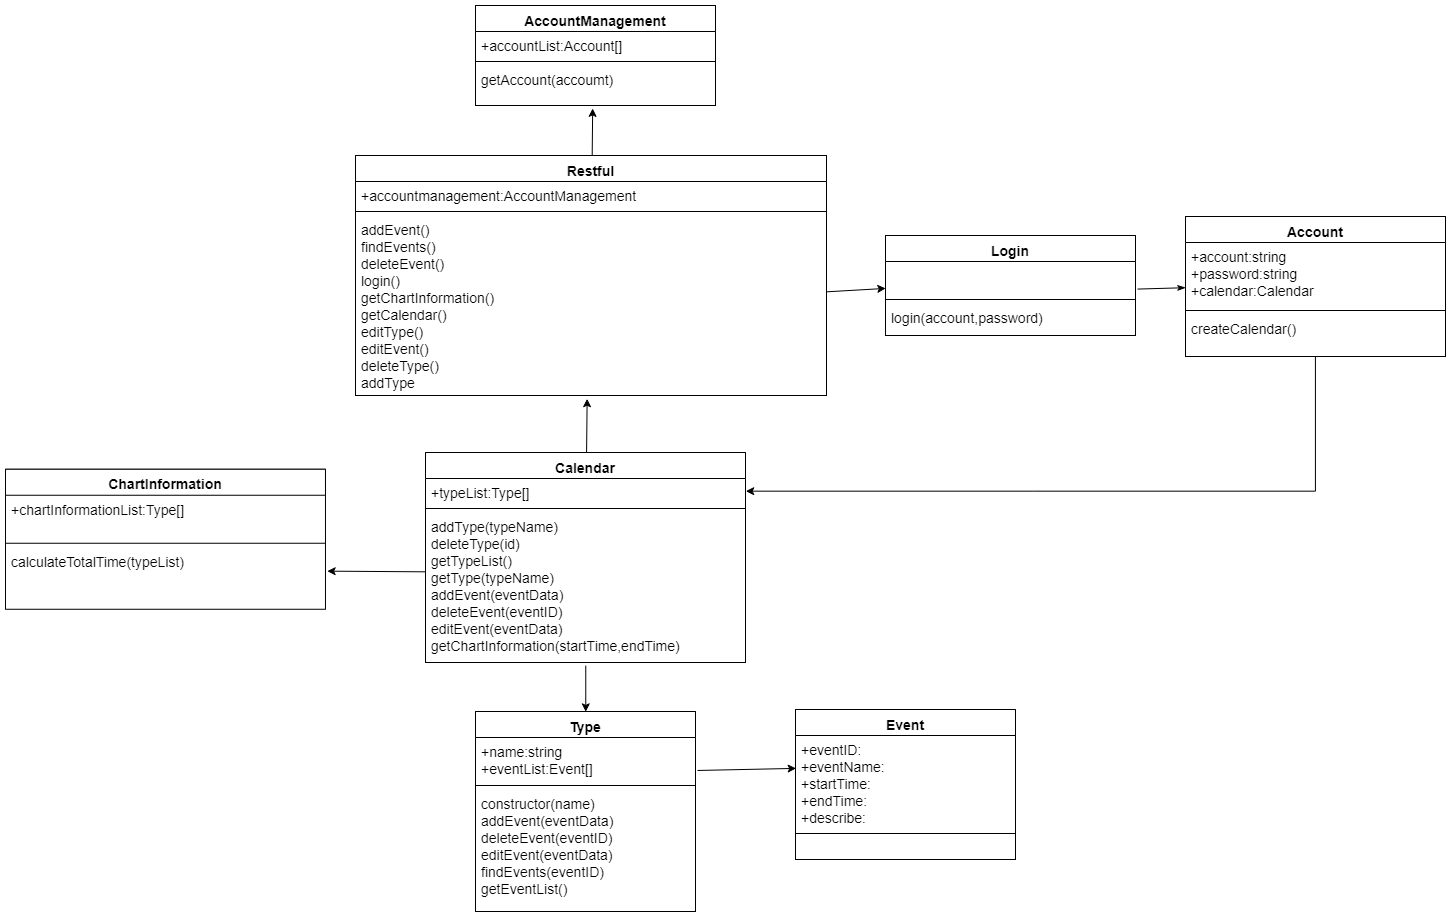 AccountManagement
+accountList:Account[]
getAccount(accoumt)
Restful
+accountmanagement:AccountManagement
addEvent()
findEvents()
deleteEvent()
login()
getChartInformation()
getCalendar()
editType()
editEvent()
deleteType()
addType
Login
login(account,password)
Account
+account:string
+password:string
+calendar:Calendar
createCalendar()
ChartInformation
+chartInformationList:Type[]
calculateTotalTime(typeList)
Calendar
+typeList:Type[]
addType(typeName)
deleteType(id)
getTypeList()
getType(typeName)
addEvent(eventData)
deleteEvent(eventID)
editEvent(eventData)
getChartInformation(startTime,endTime)
Type
+name:string
+eventList:Event[]
constructor(name)
addEvent(eventData)
deleteEvent(eventID)
editEvent(eventData)
findEvents(eventID)
getEventList()
Event
+eventID:
+eventName:
+startTime:
+endTime:
+describe: